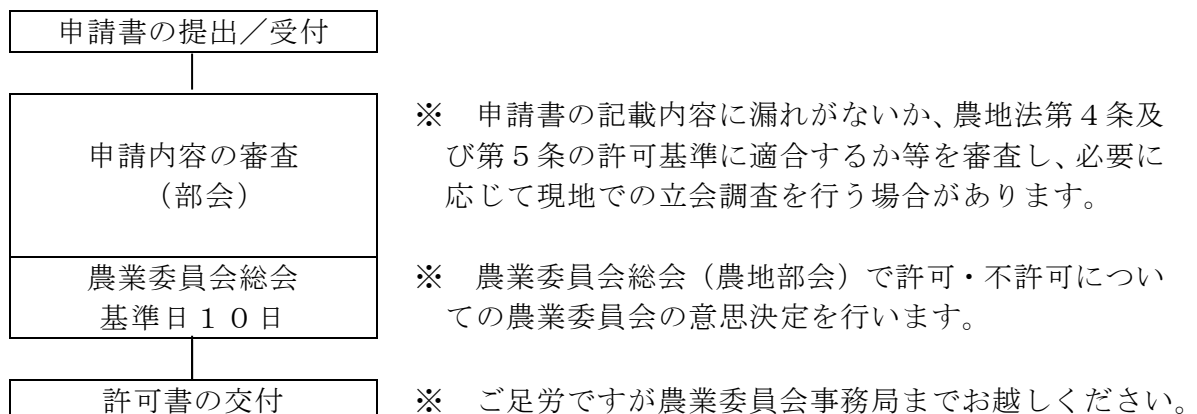 申請書の提出／受付
申請内容の審査
（部会）
※　申請書の記載内容に漏れがないか、農地法第４条及
び第５条の許可基準に適合するか等を審査し、必要に
応じて現地での立会調査を行う場合があります。
農業委員会総会
基準日１０日
※　農業委員会総会（農地部会）で許可・不許可につい
ての農業委員会の意思決定を行います。
許可書の交付
※　ご足労ですが農業委員会事務局までお越しください。